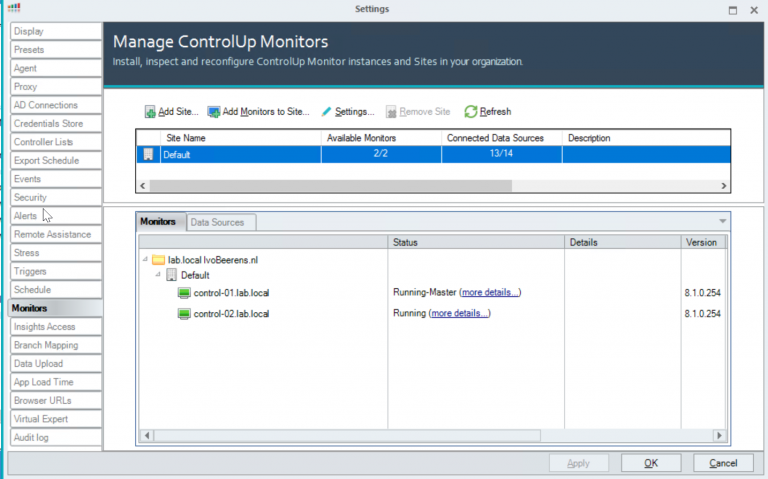 Settings
Display
Presets
Agent
Proxy
AD Connections
Credentials Store
Controller Lists
Export Schedule
Events
Security
Alerts
Remote Assistance
Stress
Triggers
Schedule
Monitors
Insights Access
Branch Mapping
Data Upload
App Load Time
Browser URLs
Virtual Expert
Audit log
Manage ControlUp Monitors
Install, inspect and reconfigure ControlUp Monitor instances and Sites in your organization.
Add Site... Add Monitors to Site... Settings... Remove Site Refresh
Site Name Available Monitors Connected Data Sources Description
Default 2/2 13/14
Monitors Data Sources
Status Details Version
lab.local IvoBeerens.nl
Default
control-01.lab.local Running-Master (more details...) 8.1.0.254
control-02.lab.local Running (more details...) 8.1.0.254
Apply OK Cancel